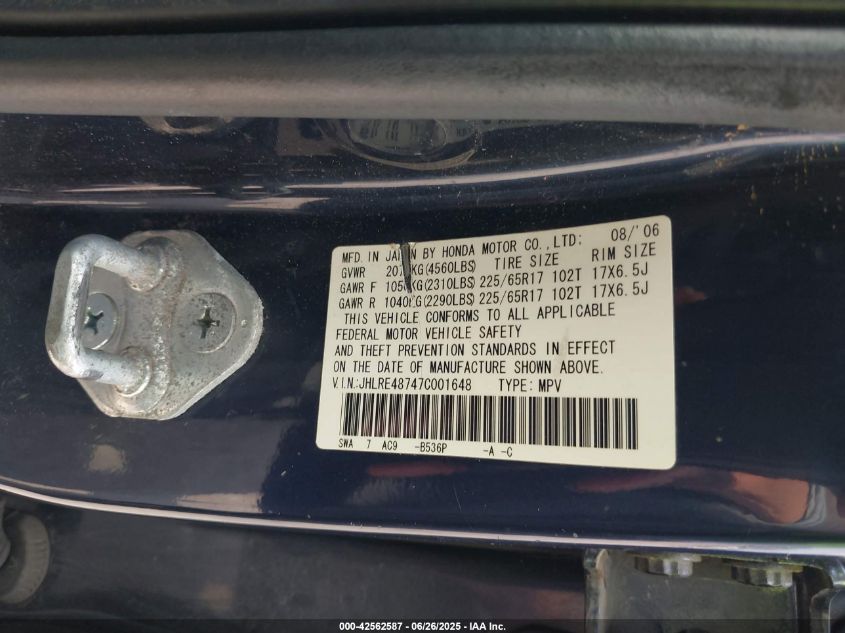 MFD. IN JAPAN BY HONDA MOTOR CO.,LTD: 08/'06
GVWR KG(4560LBS) TIRE SIZE RIM SIZE
GAWR F 1050KG(2310LBS) 225/65R17 102T 17X6.5J
GAWR R 1040KG(2290LBS) 225/65R17 102T 17X6.5J
THIS VEHICLE CONFORMS TO ALL APPLICABLE
FEDERAL MOTOR VEHICLE SAFETY
AND THEFT PREVENTION STANDARDS IN EFFECT
ON THE DATE OF MANUFACTURE SHOWN ABOVE.
V.I.N.:JHLRE48747C001648 TYPE: MPV
SWA 7 AC9 -B536P -A -C
000-42562587 - 06/26/2025 - IAA Inc.